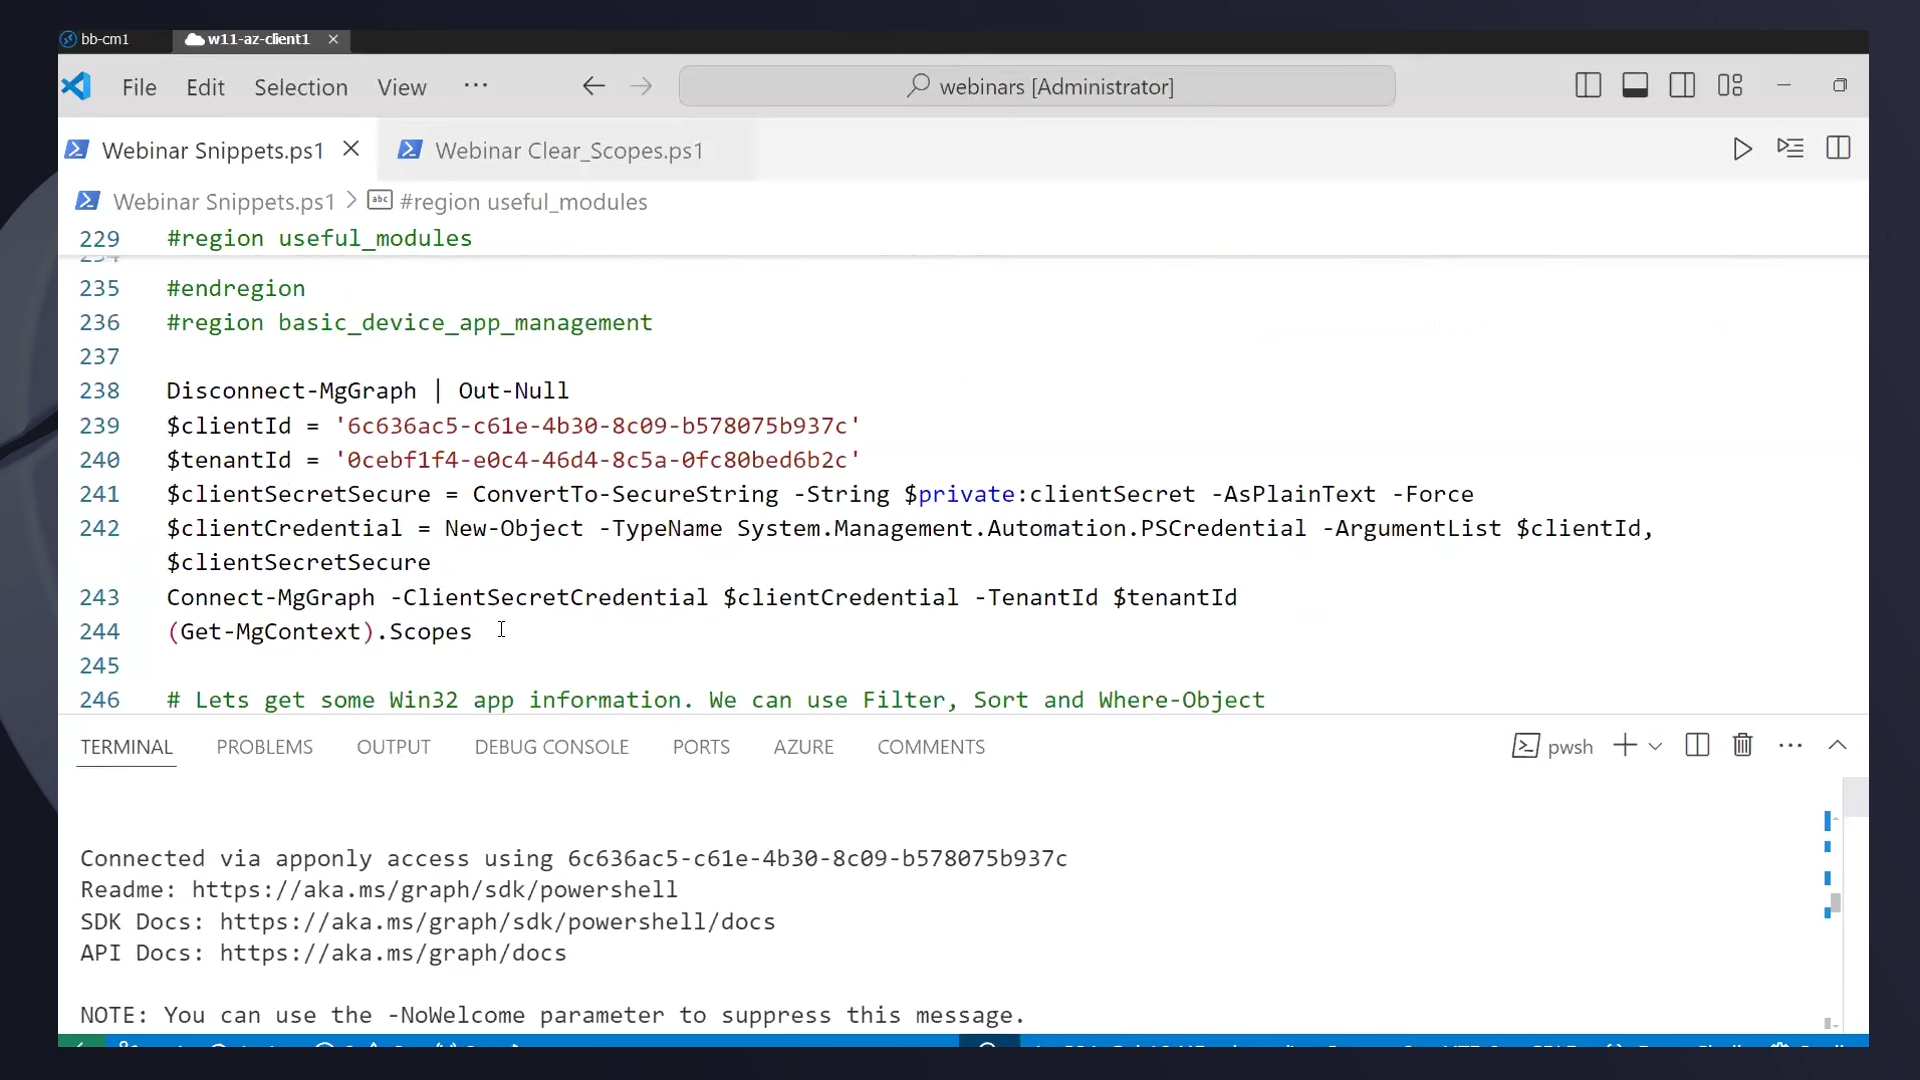 bb-cm1
w11-az-client1
File Edit Selection View ···
webinars [Administrator]
Webinar Snippets.ps1
Webinar Clear_Scopes.ps1
Webinar Snippets.ps1 > abc #region useful_modules
229 #region useful_modules
235 #endregion
236 #region basic_device_app_management
237
238 Disconnect-MgGraph | Out-Null
239 $clientId = '6c636ac5-c61e-4b30-8c09-b578075b937c'
240 $tenantId = '0cebf1f4-e0c4-46d4-8c5a-0fc80bed6b2c'
241 $clientSecretSecure = ConvertTo-SecureString -String $private:clientSecret -AsPlainText -Force
242 $clientCredential = New-Object -TypeName System.Management.Automation.PSCredential -ArgumentList $clientId,
$clientSecretSecure
243 Connect-MgGraph -ClientSecretCredential $clientCredential -TenantId $tenantId
244 (Get-MgContext).Scopes
245
246 # Lets get some Win32 app information. We can use Filter, Sort and Where-Object
TERMINAL PROBLEMS OUTPUT DEBUG CONSOLE PORTS AZURE COMMENTS
pwsh
Connected via apponly access using 6c636ac5-c61e-4b30-8c09-b578075b937c
Readme: https://aka.ms/graph/sdk/powershell
SDK Docs: https://aka.ms/graph/sdk/powershell/docs
API Docs: https://aka.ms/graph/docs
NOTE: You can use the -NoWelcome parameter to suppress this message.